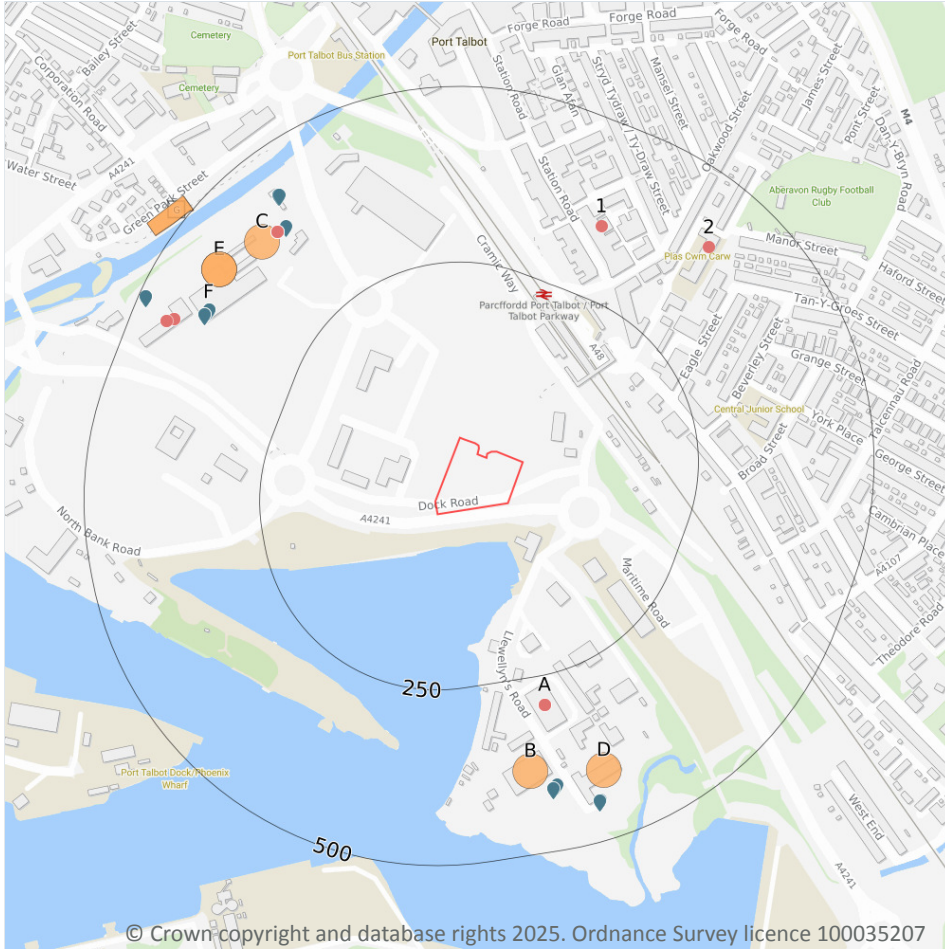 Cemetery
Bailey Street
Corporation Road
Cemetery
Port Talbot Bus Station
Port Talbot
Forge Road
Forge Road
Forge Road
Station Road
Glan Afan
Stryd Tydraw / Ty-Draw Street
Mansel Street
Oakwood Street
James Street
Pont Street
Dan-Y-Bryn Road
M4
A4241
Water Street
Green Park Street
Station Road
Aberavon Rugby Football
Club
1
2
C
E
F
Cramic Way
Plas Cwm Carw
Manor Street
Haford Street
Parcffordd Port Talbot / Port
Talbot Parkway
A48
Tan-Y-Groes Street
Eagle Street
Beverley Street
Grange Street
Central Junior School
York Place
Taicennau Road
Broad Street
George Street
Cambrian Place
A4107
Theodore Road
Dock Road
A4241
North Bank Road
Maritime Road
Llewellyn's Road
250
A
B
D
Port Talbot Dock/Phoenix
Wharf
500
West End
A4241
© Crown copyright and database rights 2025. Ordnance Survey licence 100035207